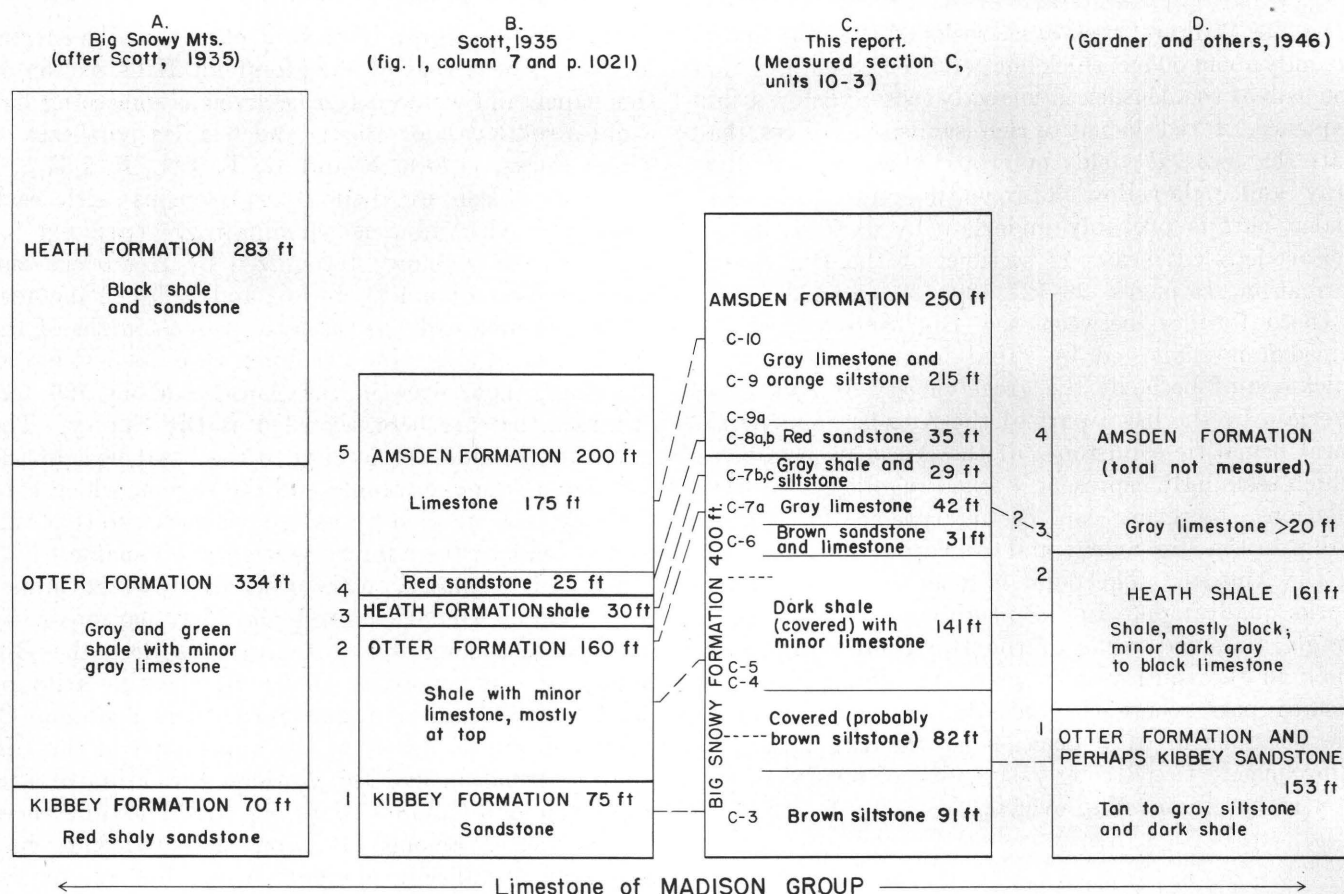 A.
Big Snowy Mts.
(after Scott, 1935)
HEATH FORMATION 283 ft
Black shale
and sandstone
OTTER FORMATION 334 ft
Gray and green
shale with minor
gray limestone
KIBBEY FORMATION 70 ft
Red shaly sandstone
B.
Scott, 1935
(fig. 1, column 7 and p. 1021)
5
AMSDEN FORMATION 200 ft
Limestone 175 ft
Red sandstone 25 ft
4
3
HEATH FORMATION shale 30 ft
2
OTTER FORMATION 160 ft
Shale with minor
limestone, mostly
at top
1
KIBBEY FORMATION 75 ft
Sandstone
C.
This report.
(Measured section C,
units 10-3)
AMSDEN FORMATION 250 ft
C-10
Gray limestone and
C-9 orange siltstone 215 ft
C-9a
C-8a,b Red sandstone 35 ft
Gray shale and
C-7b,c siltstone 29 ft
C-7a Gray limestone 42 ft
C-6 Brown sandstone
and limestone 31 ft
BIG SNOWY FORMATION 400 ft.
Dark shale
(covered) with 141 ft
minor limestone
C-5
C-4
Covered (probably
brown siltstone) 82 ft
C-3 Brown siltstone 91 ft
D.
(Gardner and others, 1946)
4
AMSDEN FORMATION
(total not measured)
?
3
Gray limestone >20 ft
2
HEATH SHALE 161 ft
Shale, mostly black;
minor dark gray
to black limestone
1
OTTER FORMATION AND
PERHAPS KIBBEY SANDSTONE
153 ft
Tan to gray siltstone
and dark shale
Limestone of MADISON GROUP